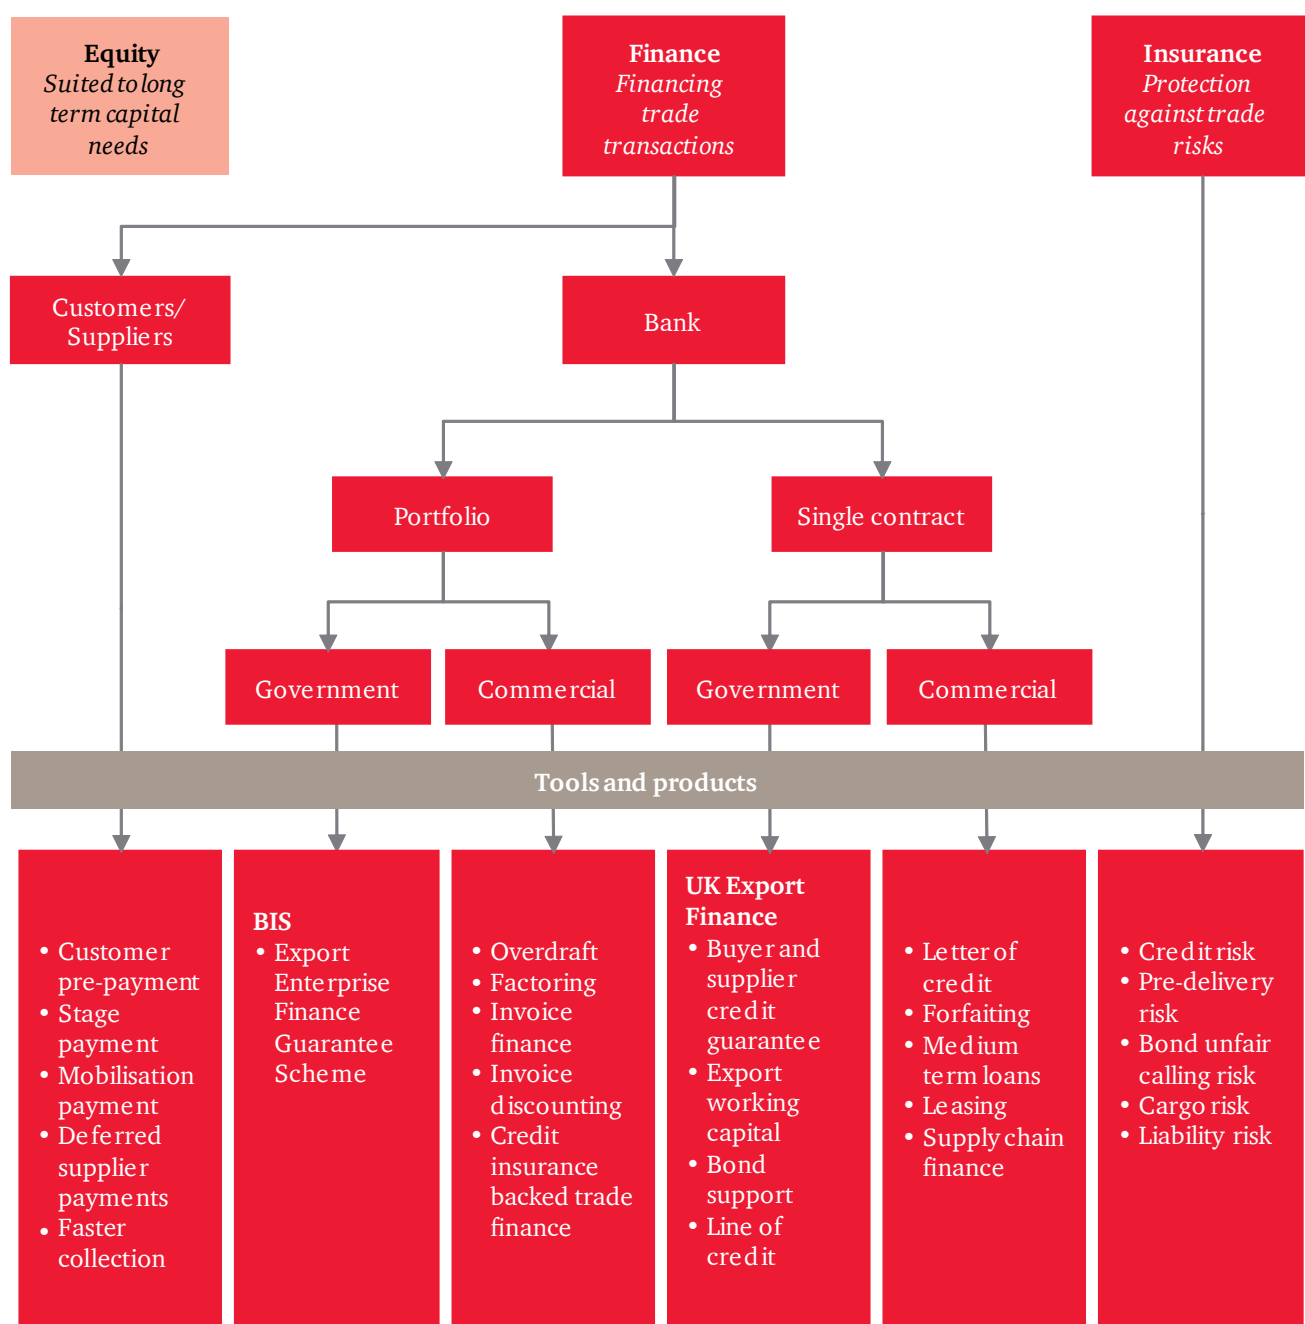 Equity
Suited to long
term capital
needs
Finance
Financing
trade
transactions
Insurance
Protection
against trade
risks
Customers/
Suppliers
Bank
Portfolio
Single contract
Government
Commercial
Government
Commercial
Tools and products
• Customer
pre-payment
• Stage
payment
• Mobilisation
payment
• Deferred
supplier
payments
• Faster
collection
BIS
• Export
Enterprise
Finance
Guarantee
Scheme
• Overdraft
• Factoring
• Invoice
finance
• Invoice
discounting
• Credit
insurance
backed trade
finance
UK Export
Finance
• Buyer and
supplier
credit
guarantee
• Export
working
capital
• Bond
support
• Line of
credit
• Letter of
credit
• Forfaiting
• Medium
term loans
• Leasing
• Supply chain
finance
• Credit risk
• Pre-delivery
risk
• Bond unfair
calling risk
• Cargo risk
• Liability risk